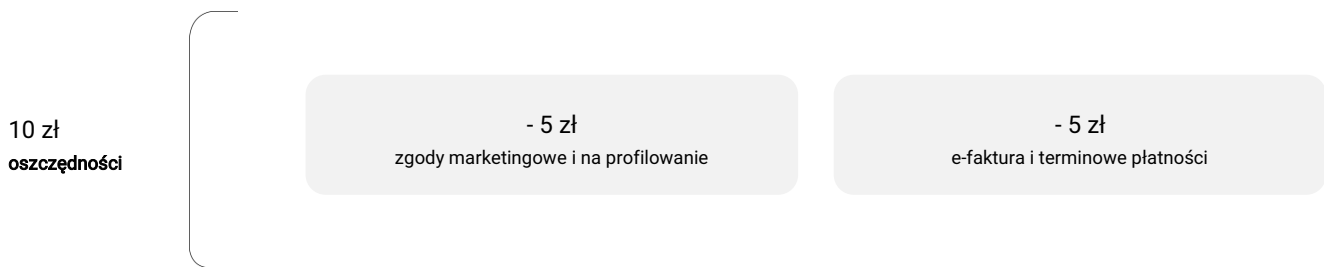 10 zł
oszczędności
- 5 zł
zgody marketingowe i na profilowanie
- 5 zł
e-faktura i terminowe płatności